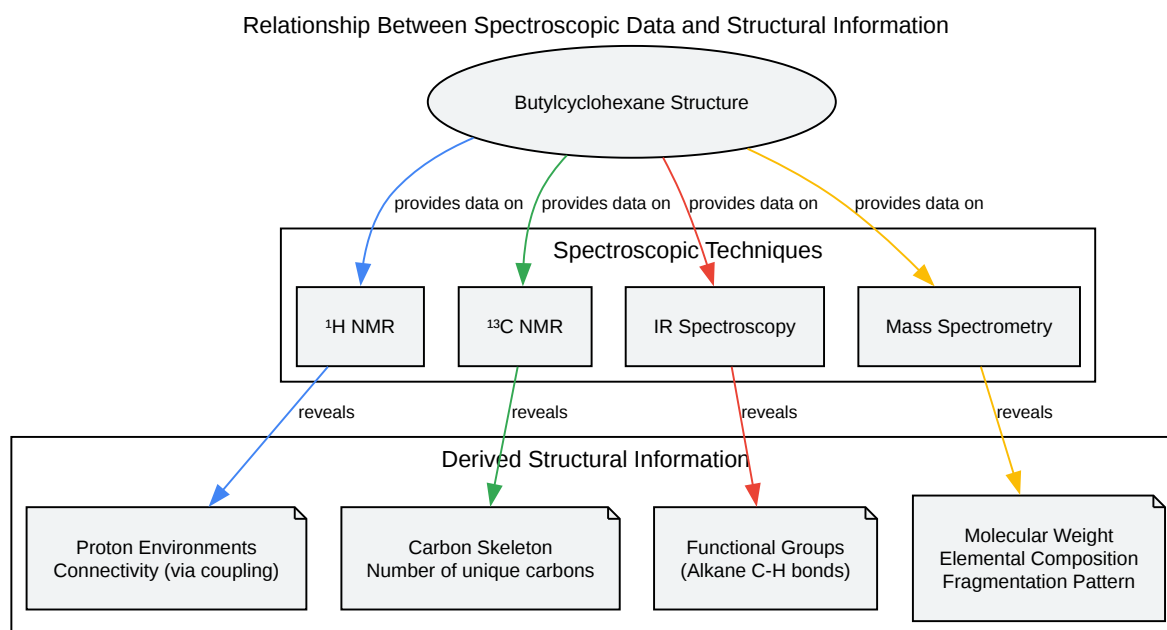 Relationship Between Spectroscopic Data and Structural Information
Butylcyclohexane Structure
provides data on
provides data on
provides data on
provides data on
Spectroscopic Techniques
¹H NMR
¹³C NMR
IR Spectroscopy
Mass Spectrometry
reveals
reveals
reveals
reveals
Derived Structural Information
Proton Environments
Connectivity (via coupling)
Carbon Skeleton
Number of unique carbons
Functional Groups
(Alkane C-H bonds)
Molecular Weight
Elemental Composition
Fragmentation Pattern